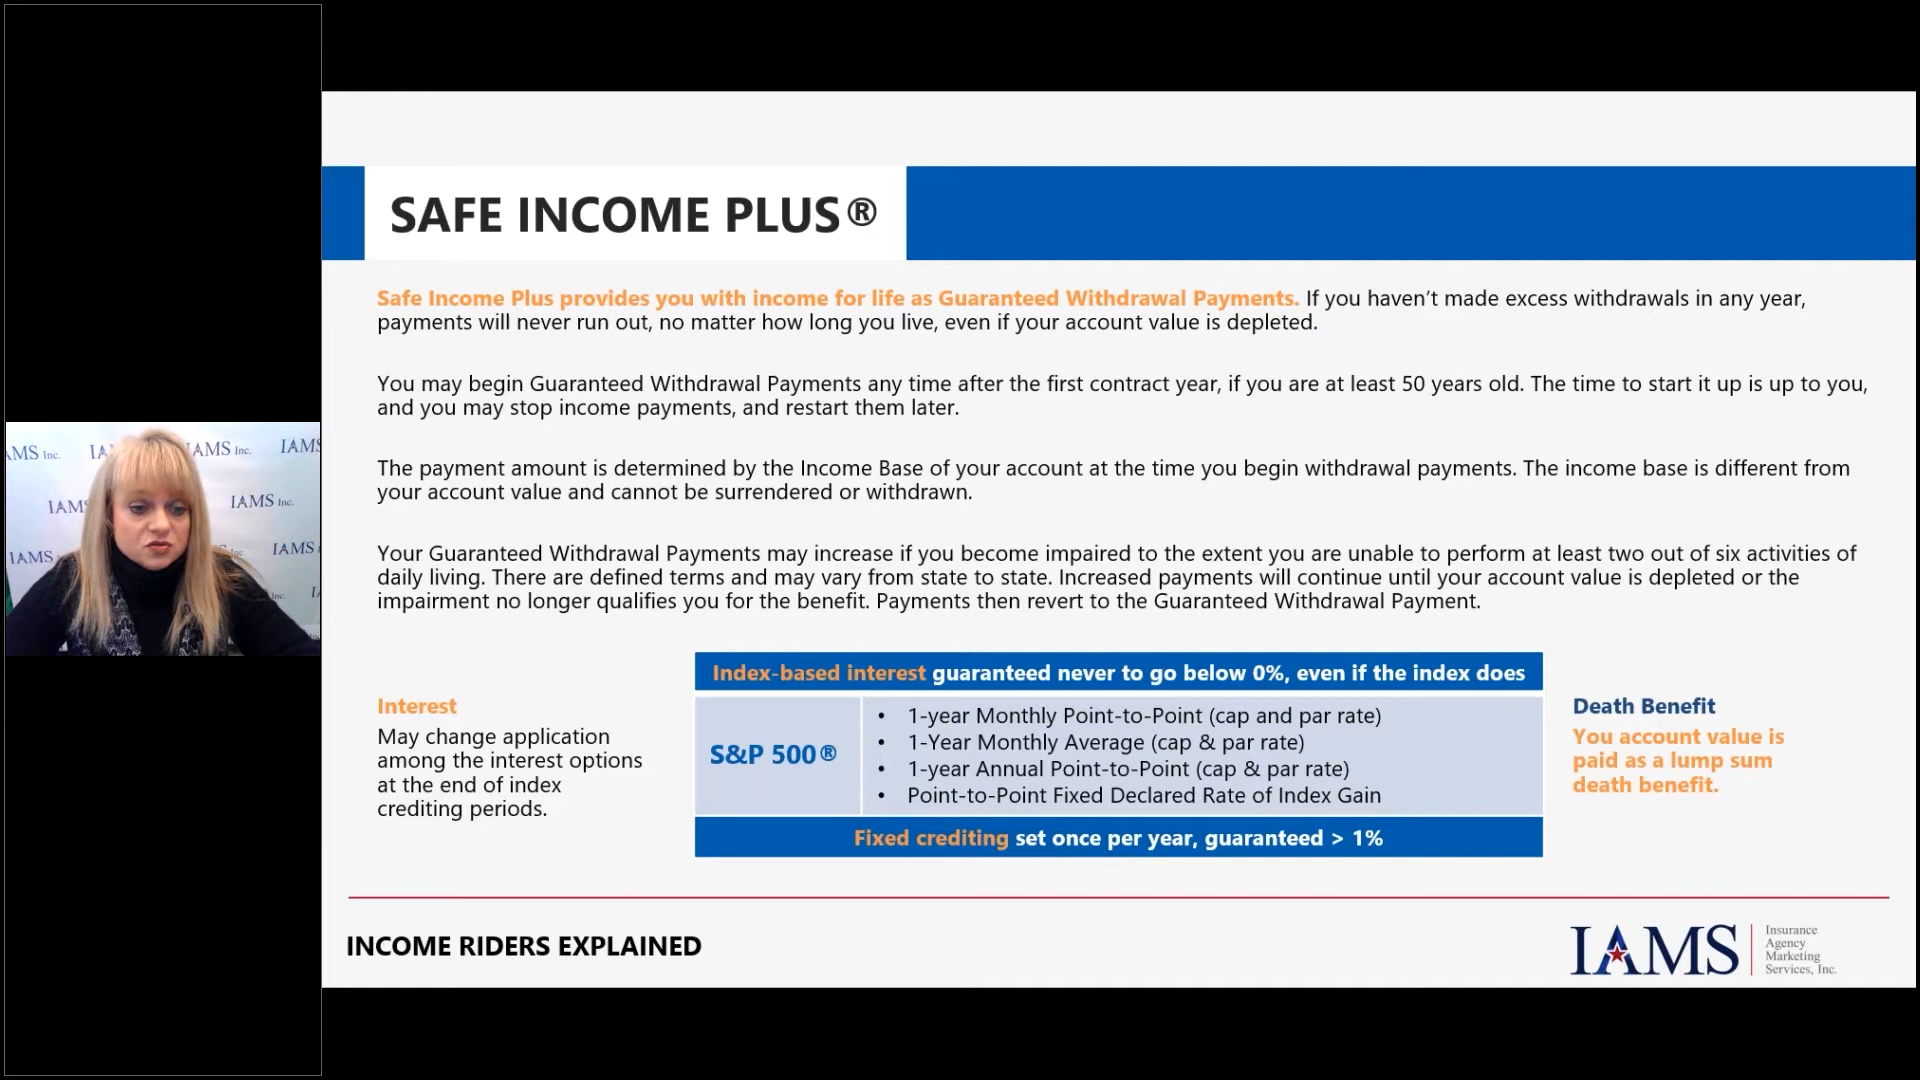 SAFE INCOME PLUS®
Safe Income Plus provides you with income for life as Guaranteed Withdrawal Payments. If you haven’t made excess withdrawals in any year,
payments will never run out, no matter how long you live, even if your account value is depleted.
You may begin Guaranteed Withdrawal Payments any time after the first contract year, if you are at least 50 years old. The time to start it up is up to you,
and you may stop income payments, and restart them later.
The payment amount is determined by the Income Base of your account at the time you begin withdrawal payments. The income base is different from
your account value and cannot be surrendered or withdrawn.
Your Guaranteed Withdrawal Payments may increase if you become impaired to the extent you are unable to perform at least two out of six activities of
daily living. There are defined terms and may vary from state to state. Increased payments will continue until your account value is depleted or the
impairment no longer qualifies you for the benefit. Payments then revert to the Guaranteed Withdrawal Payment.
Interest
May change application
among the interest options
at the end of index
crediting periods.
Index-based interest guaranteed never to go below 0%, even if the index does
S&P 500®
• 1-year Monthly Point-to-Point (cap and par rate)
• 1-Year Monthly Average (cap & par rate)
• 1-year Annual Point-to-Point (cap & par rate)
• Point-to-Point Fixed Declared Rate of Index Gain
Fixed crediting set once per year, guaranteed > 1%
Death Benefit
You account value is
paid as a lump sum
death benefit.
INCOME RIDERS EXPLAINED
IAMS
Insurance
Agency
Marketing
Services, Inc.
AMS Inc. IA AMS Inc. IAMS
IAMS IAMS Inc.
IAMS Inc. IAMS
Inc.